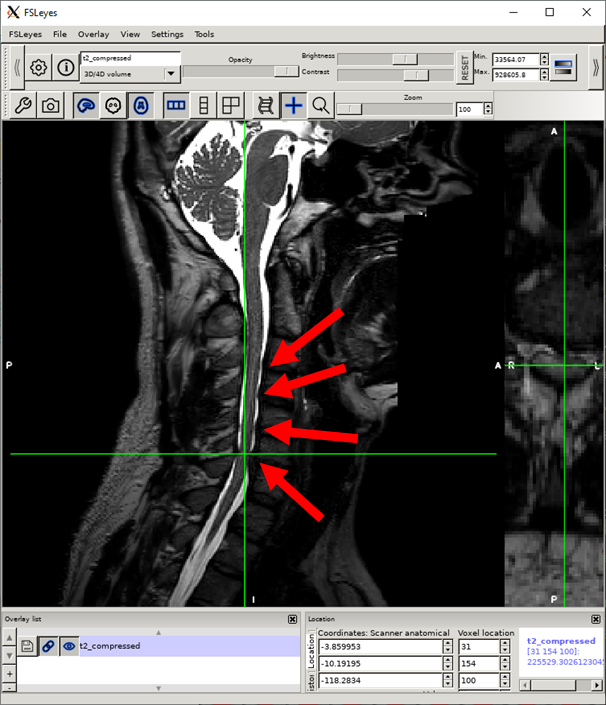 FSLeyes
FSLeyes File Overlay View Settings Tools
t2_compressed
3D/4D volume
Opacity
Brightness
Contrast
RESET
Min. 33564.07
Max. 928605.8
Zoom
100
A
P
A R
L
I
P
Overlay list
t2_compressed
Location
Coordinates: Scanner anatomical
Voxel location
-3.859953
31
-10.19195
154
-118.2834
100
Location
t2_compressed
[31 154 100]: